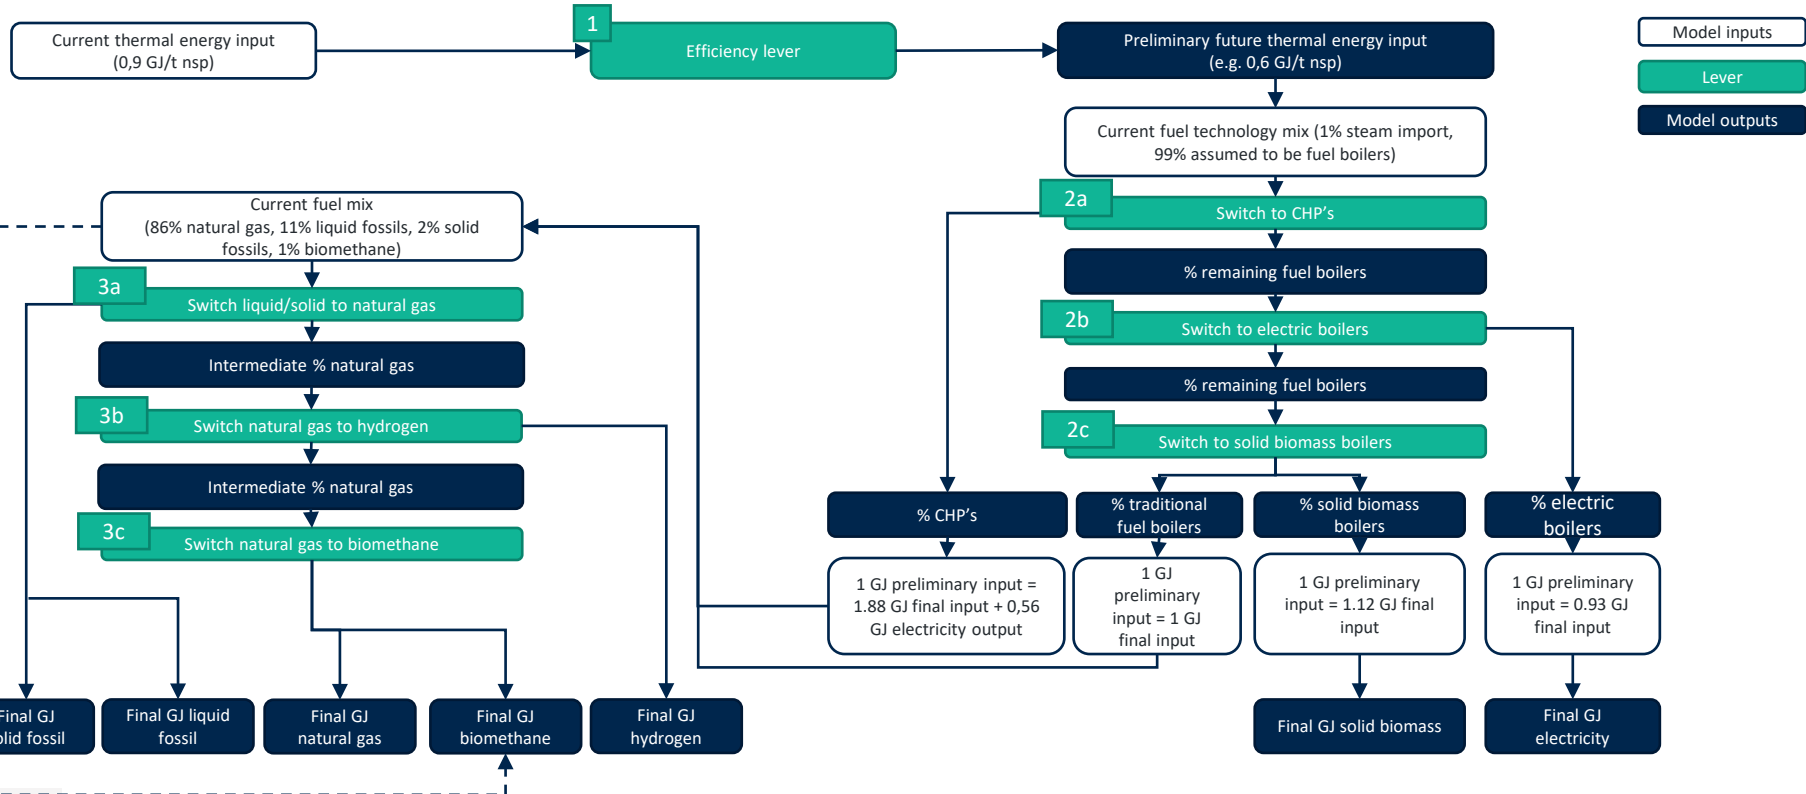 Current thermal energy input
(0,9 GJ/t nsp)
1
Efficiency lever
Preliminary future thermal energy input
(e.g. 0,6 GJ/t nsp)
Model inputs
Lever
Model outputs
Current fuel technology mix (1% steam import,
99% assumed to be fuel boilers)
2a
Switch to CHP's
% remaining fuel boilers
2b
Switch to electric boilers
% remaining fuel boilers
2c
Switch to solid biomass boilers
Current fuel mix
(86% natural gas, 11% liquid fossils, 2% solid
fossils, 1% biomethane)
3a
Switch liquid/solid to natural gas
Intermediate % natural gas
3b
Switch natural gas to hydrogen
Intermediate % natural gas
3c
Switch natural gas to biomethane
% CHP's
% traditional
fuel boilers
% solid biomass
boilers
% electric
boilers
1 GJ preliminary input =
1.88 GJ final input + 0,56
GJ electricity output
1 GJ
preliminary
input = 1 GJ
final input
1 GJ preliminary
input = 1.12 GJ final
input
1 GJ preliminary
input = 0.93 GJ
final input
Final GJ
olid fossil
Final GJ liquid
fossil
Final GJ
natural gas
Final GJ
biomethane
Final GJ
hydrogen
Final GJ solid biomass
Final GJ
electricity